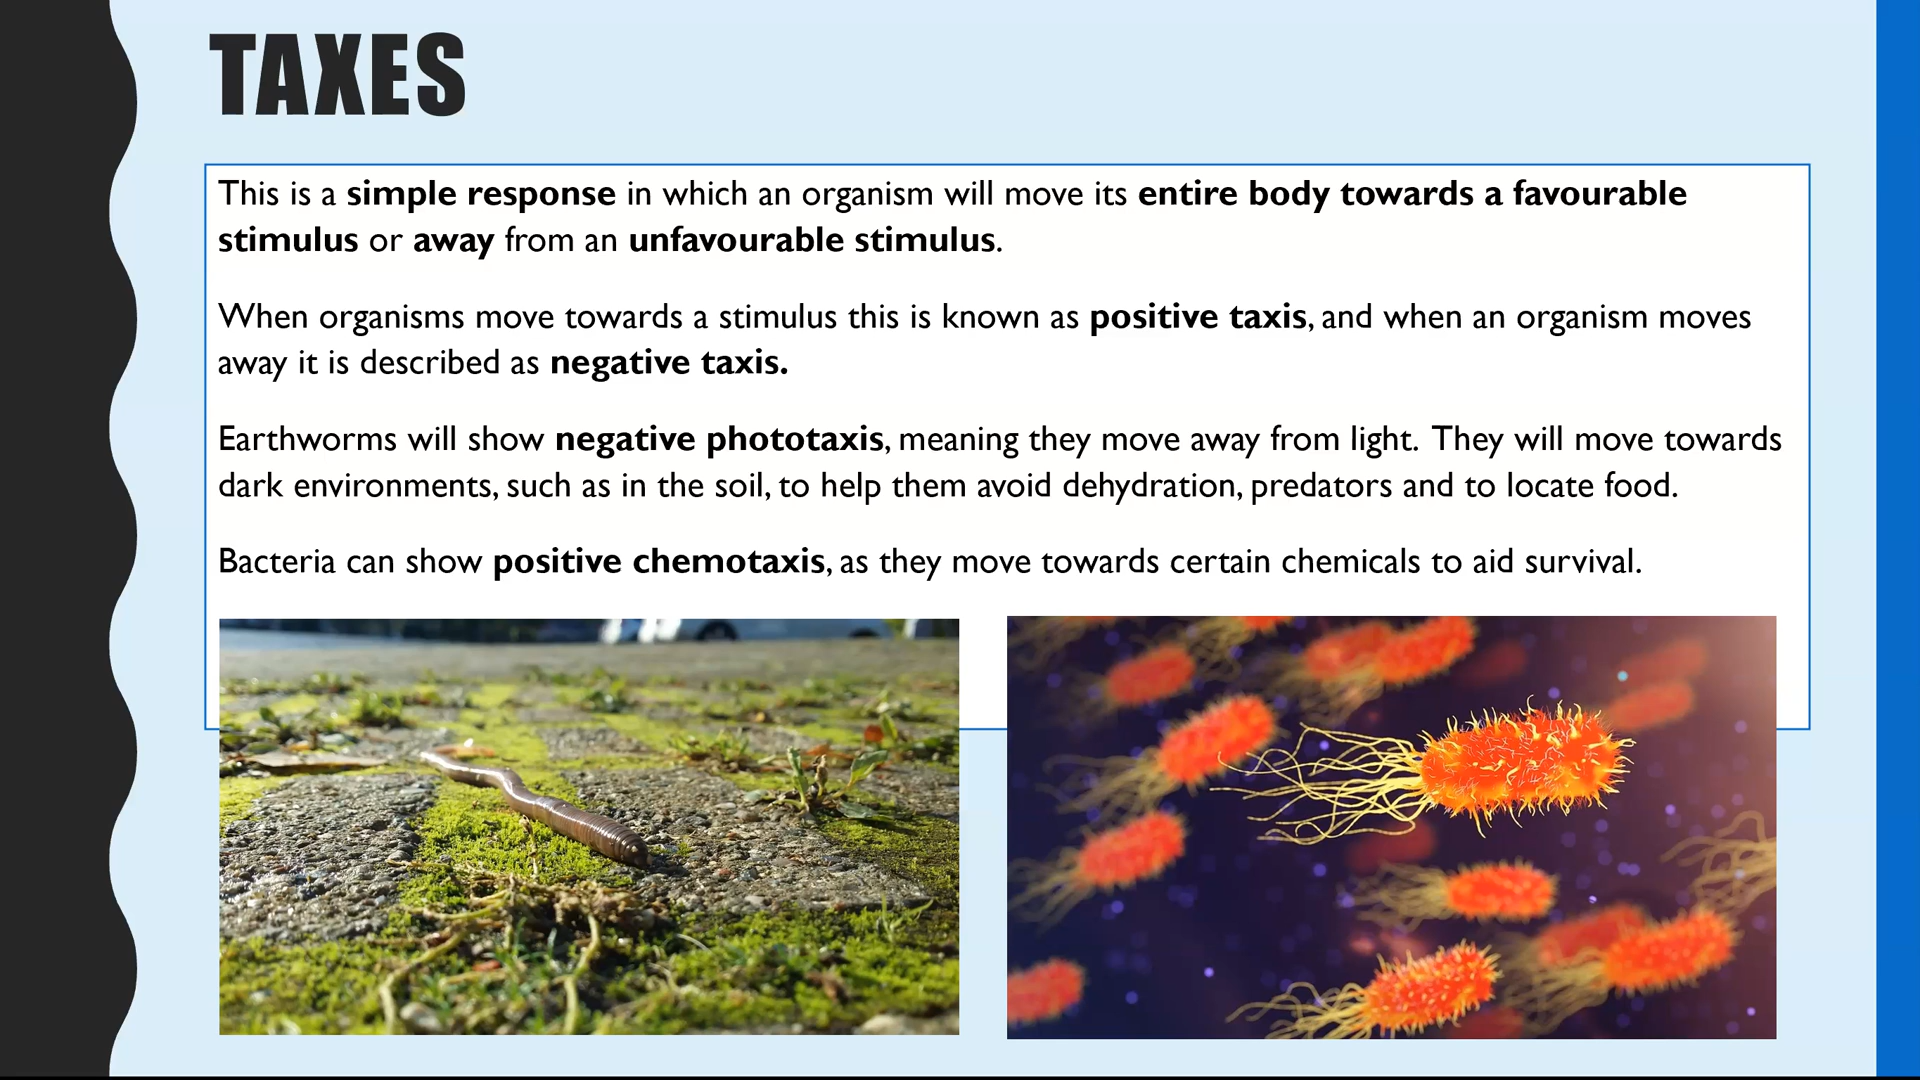 TAXES
This is a simple response in which an organism will move its entire body towards a favourable
stimulus or away from an unfavourable stimulus.
When organisms move towards a stimulus this is known as positive taxis, and when an organism moves
away it is described as negative taxis.
Earthworms will show negative phototaxis, meaning they move away from light. They will move towards
dark environments, such as in the soil, to help them avoid dehydration, predators and to locate food.
Bacteria can show positive chemotaxis, as they move towards certain chemicals to aid survival.